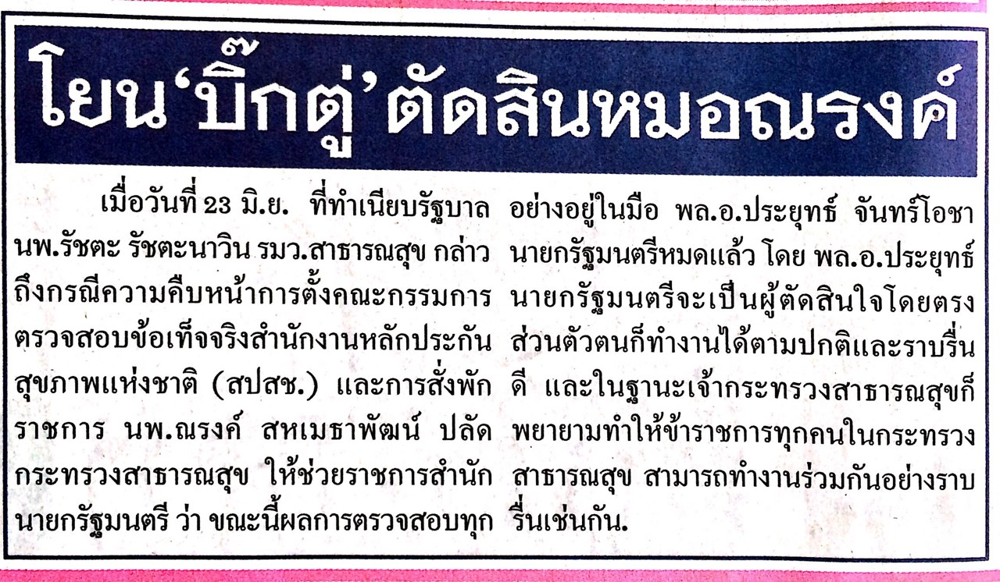 โยน‘บิ๊กตู่’ตัดสินหมอณรงค์
เมื่อวันที่ 23 มิ.ย. ที่ทำเนียบรัฐบาล
นพ.รัชตะ รัชตะนาวิน รมว.สาธารณสุข กล่าว
ถึงกรณีความคืบหน้าการตั้งคณะกรรมการ
ตรวจสอบข้อเท็จจริงสำนักงานหลักประกัน
สุขภาพแห่งชาติ (สปสช.) และการสั่งพัก
ราชการ นพ.ณรงค์ สหเมธาพัฒน์ ปลัด
กระทรวงสาธารณสุข ให้ช่วยราชการสำนัก
นายกรัฐมนตรี ว่า ขณะนี้ผลการตรวจสอบทุก
อย่างอยู่ในมือ พล.อ.ประยุทธ์ จันทร์โอชา
นายกรัฐมนตรีหมดแล้ว โดย พล.อ.ประยุทธ์
นายกรัฐมนตรีจะเป็นผู้ตัดสินใจโดยตรง
ส่วนตัวตนก็ทำงานได้ตามปกติและราบรื่น
ดี และในฐานะเจ้ากระทรวงสาธารณสุขก็
พยายามทำให้ข้าราชการทุกคนในกระทรวง
สาธารณสุข สามารถทำงานร่วมกันอย่างราบ
รื่นเช่นกัน.